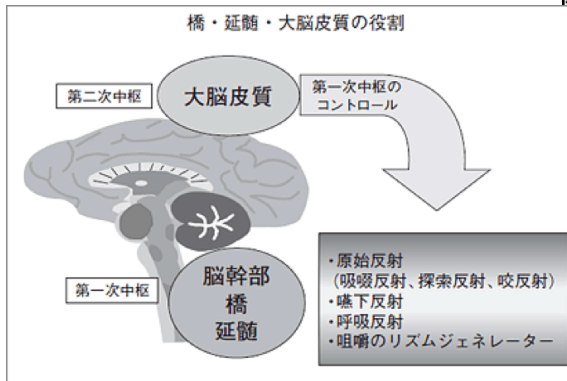 橋・延髄・大脳皮質の役割
第二次中枢
大脳皮質
第一次中枢の
コントロール
第一次中枢
脳幹部
橋
延髄
・原始反射
（吸啜反射、探索反射、咬反射）
・嚥下反射
・呼吸反射
・咀嚼のリズムジェネレーター